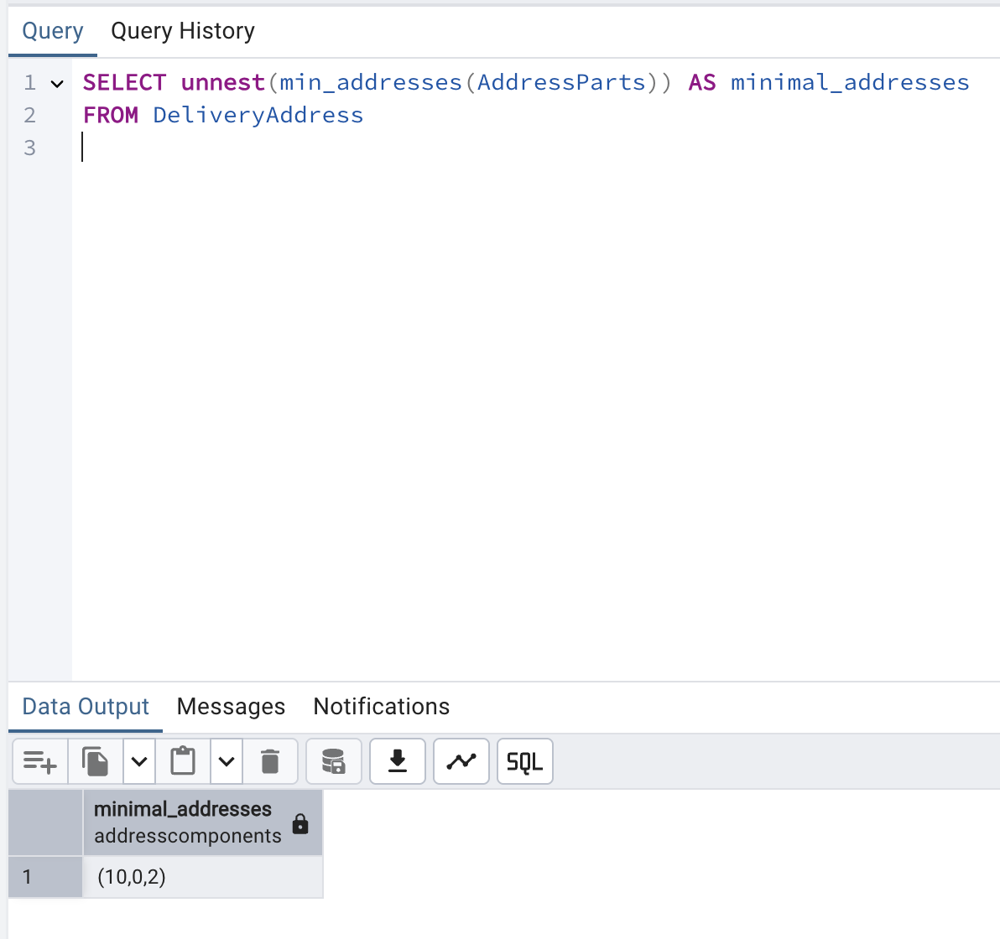 Query Query History
1 SELECT unnest(min_addresses(AddressParts)) AS minimal_addresses
2 FROM DeliveryAddress
3
Data Output Messages Notifications
SQL
minimal_addresses
addresscomponents
1 (10,0,2)